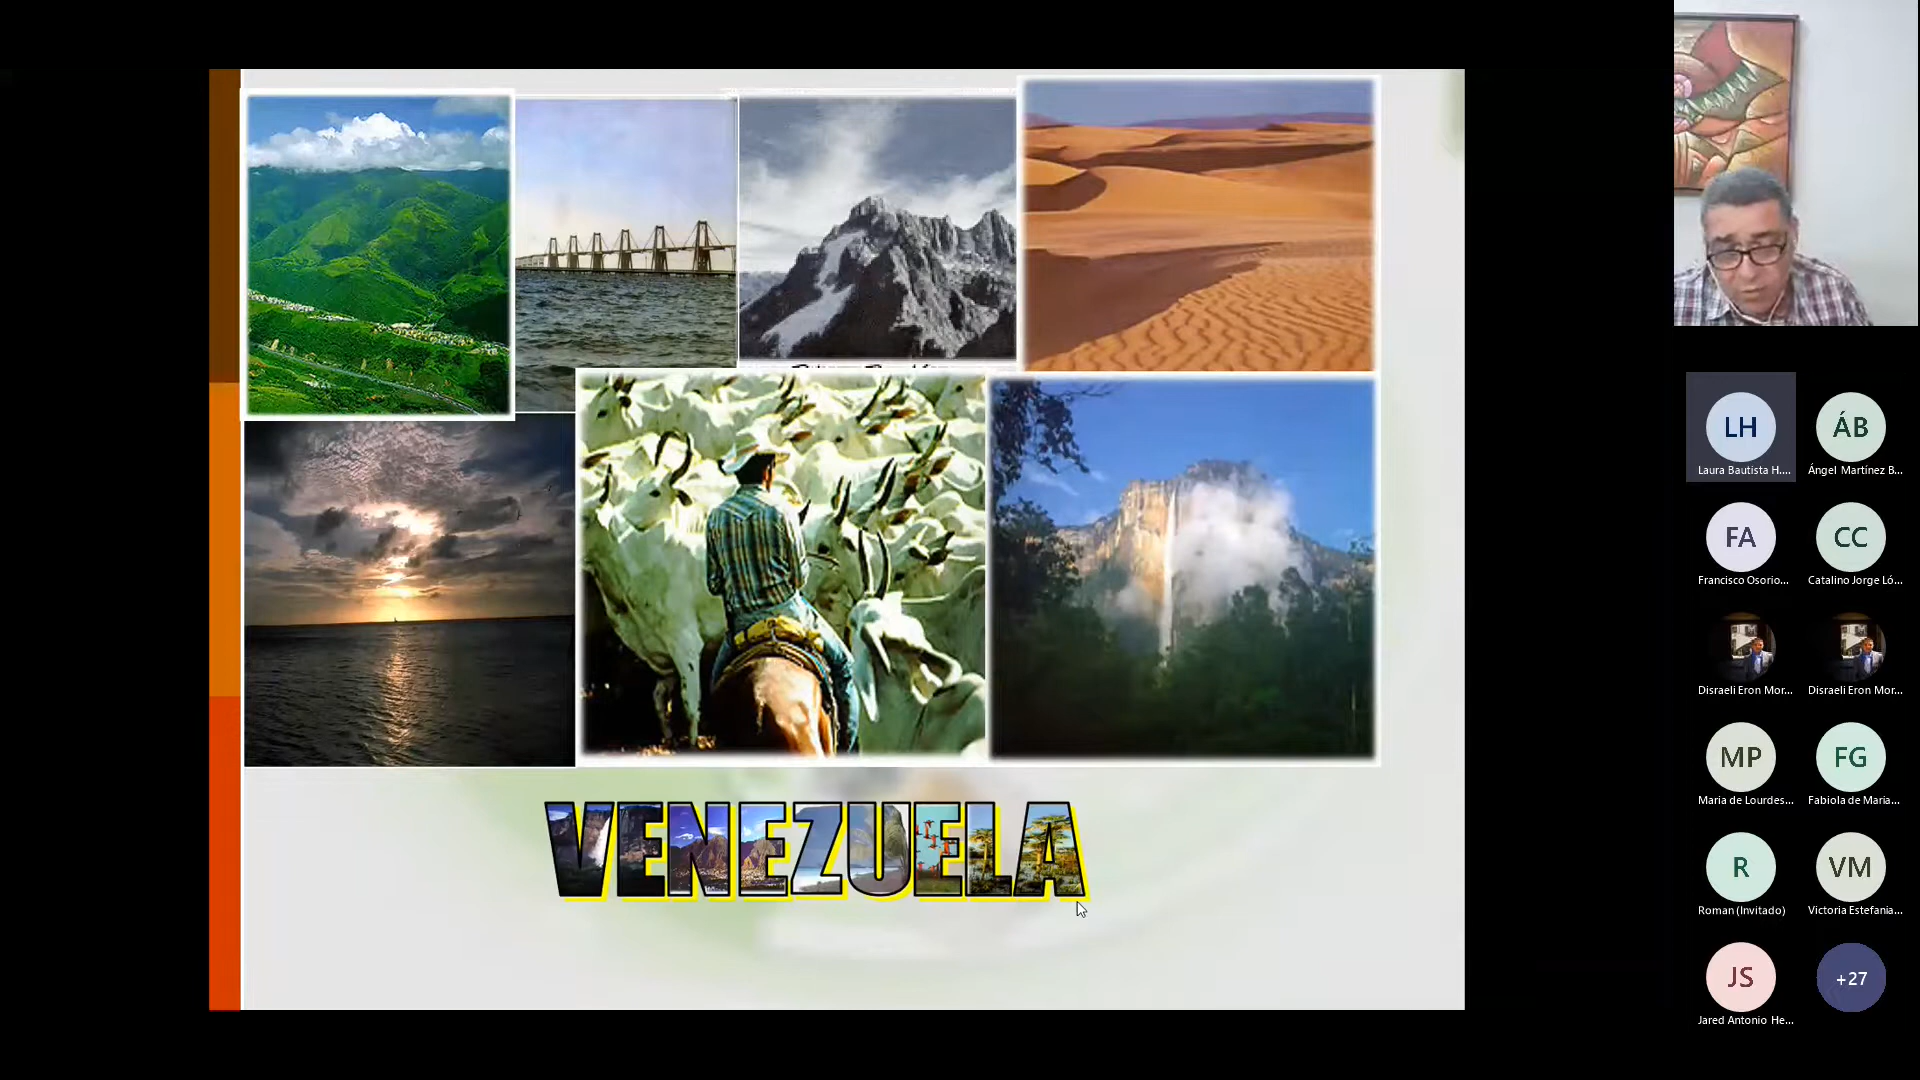 VENEZUELA
LH
Laura Bautista H....
ÁB
Ángel Martínez B...
FA
Francisco Osorio...
CC
Catalino Jorge Ló...
Disraeli Eron Mor...
Disraeli Eron Mor...
MP
Maria de Lourdes...
FG
Fabiola de Maria...
R
Roman (Invitado)
VM
Victoria Estefania...
JS
Jared Antonio He...
+27